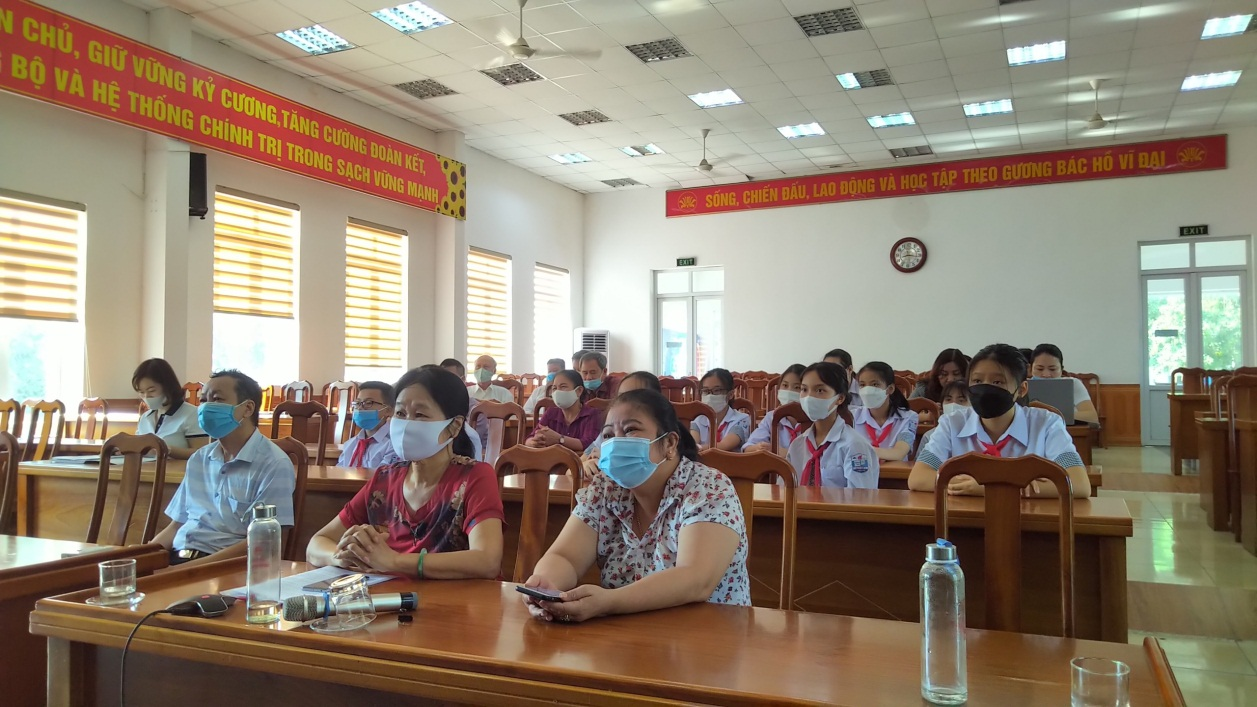 N CHỦ, GIỮ VỮNG KỶ CƯƠNG,TĂNG CƯỜNG ĐOÀN KẾT,
BỘ VÀ HỆ THỐNG CHÍNH TRỊ TRONG SẠCH VỮNG MẠNH
SỐNG, CHIẾN ĐẤU, LAO ĐỘNG VÀ HỌC TẬP THEO GƯƠNG BÁC HỒ VĨ ĐẠI
EXIT
EXIT